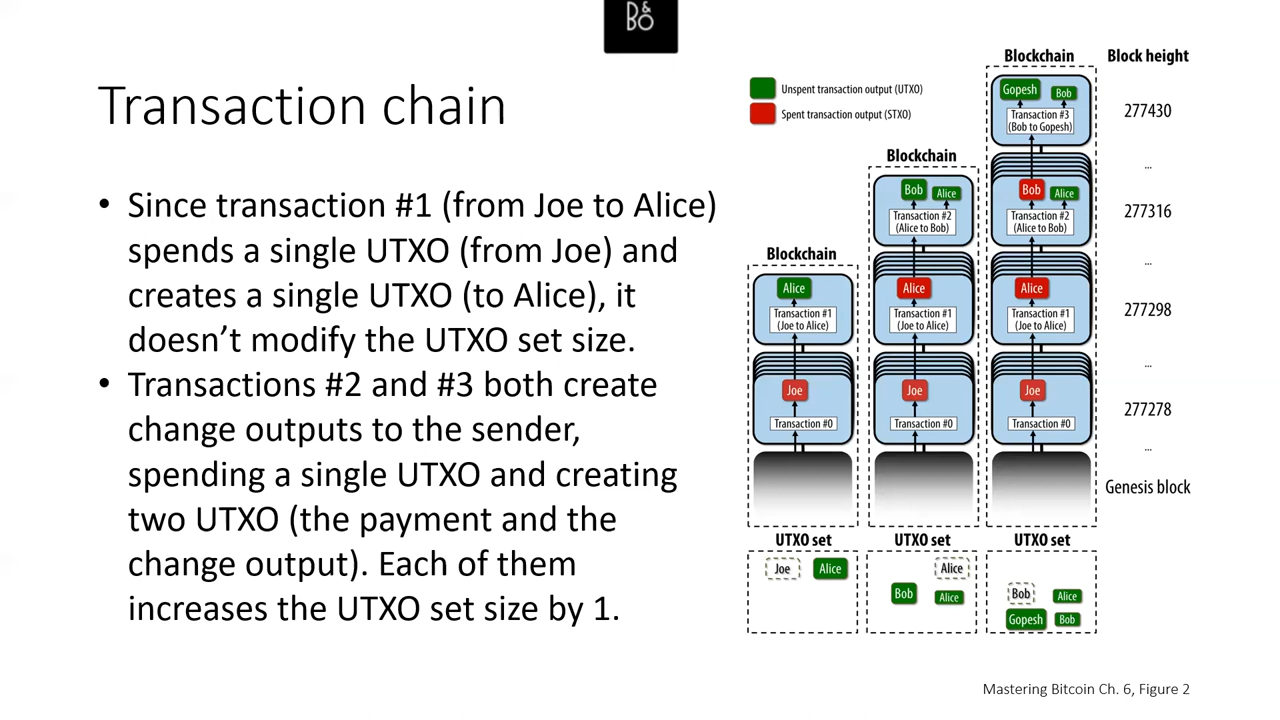 D&
BO
Transaction chain
• Since transaction #1 (from Joe to Alice)
spends a single UTXO (from Joe) and
creates a single UTXO (to Alice), it
doesn’t modify the UTXO set size.
• Transactions #2 and #3 both create
change outputs to the sender,
spending a single UTXO and creating
two UTXO (the payment and the
change output). Each of them
increases the UTXO set size by 1.
Unspent transaction output (UTXO)
Spent transaction output (STXO)
Blockchain
Alice
Transaction #1
(Joe to Alice)
Joe
Transaction #0
UTXO set
Joe
Alice
Blockchain
Bob
Alice
Transaction #2
(Alice to Bob)
Alice
Transaction #1
(Joe to Alice)
Joe
Transaction #0
UTXO set
Alice
Bob
Alice
Blockchain
Gopesh
Bob
Transaction #3
(Bob to Gopesh)
Bob
Alice
Transaction #2
(Alice to Bob)
Alice
Transaction #1
(Joe to Alice)
Joe
Transaction #0
UTXO set
Bob
Alice
Gopesh
Bob
Block height
277430
...
277316
...
277298
...
277278
...
Genesis block
Mastering Bitcoin Ch. 6, Figure 2